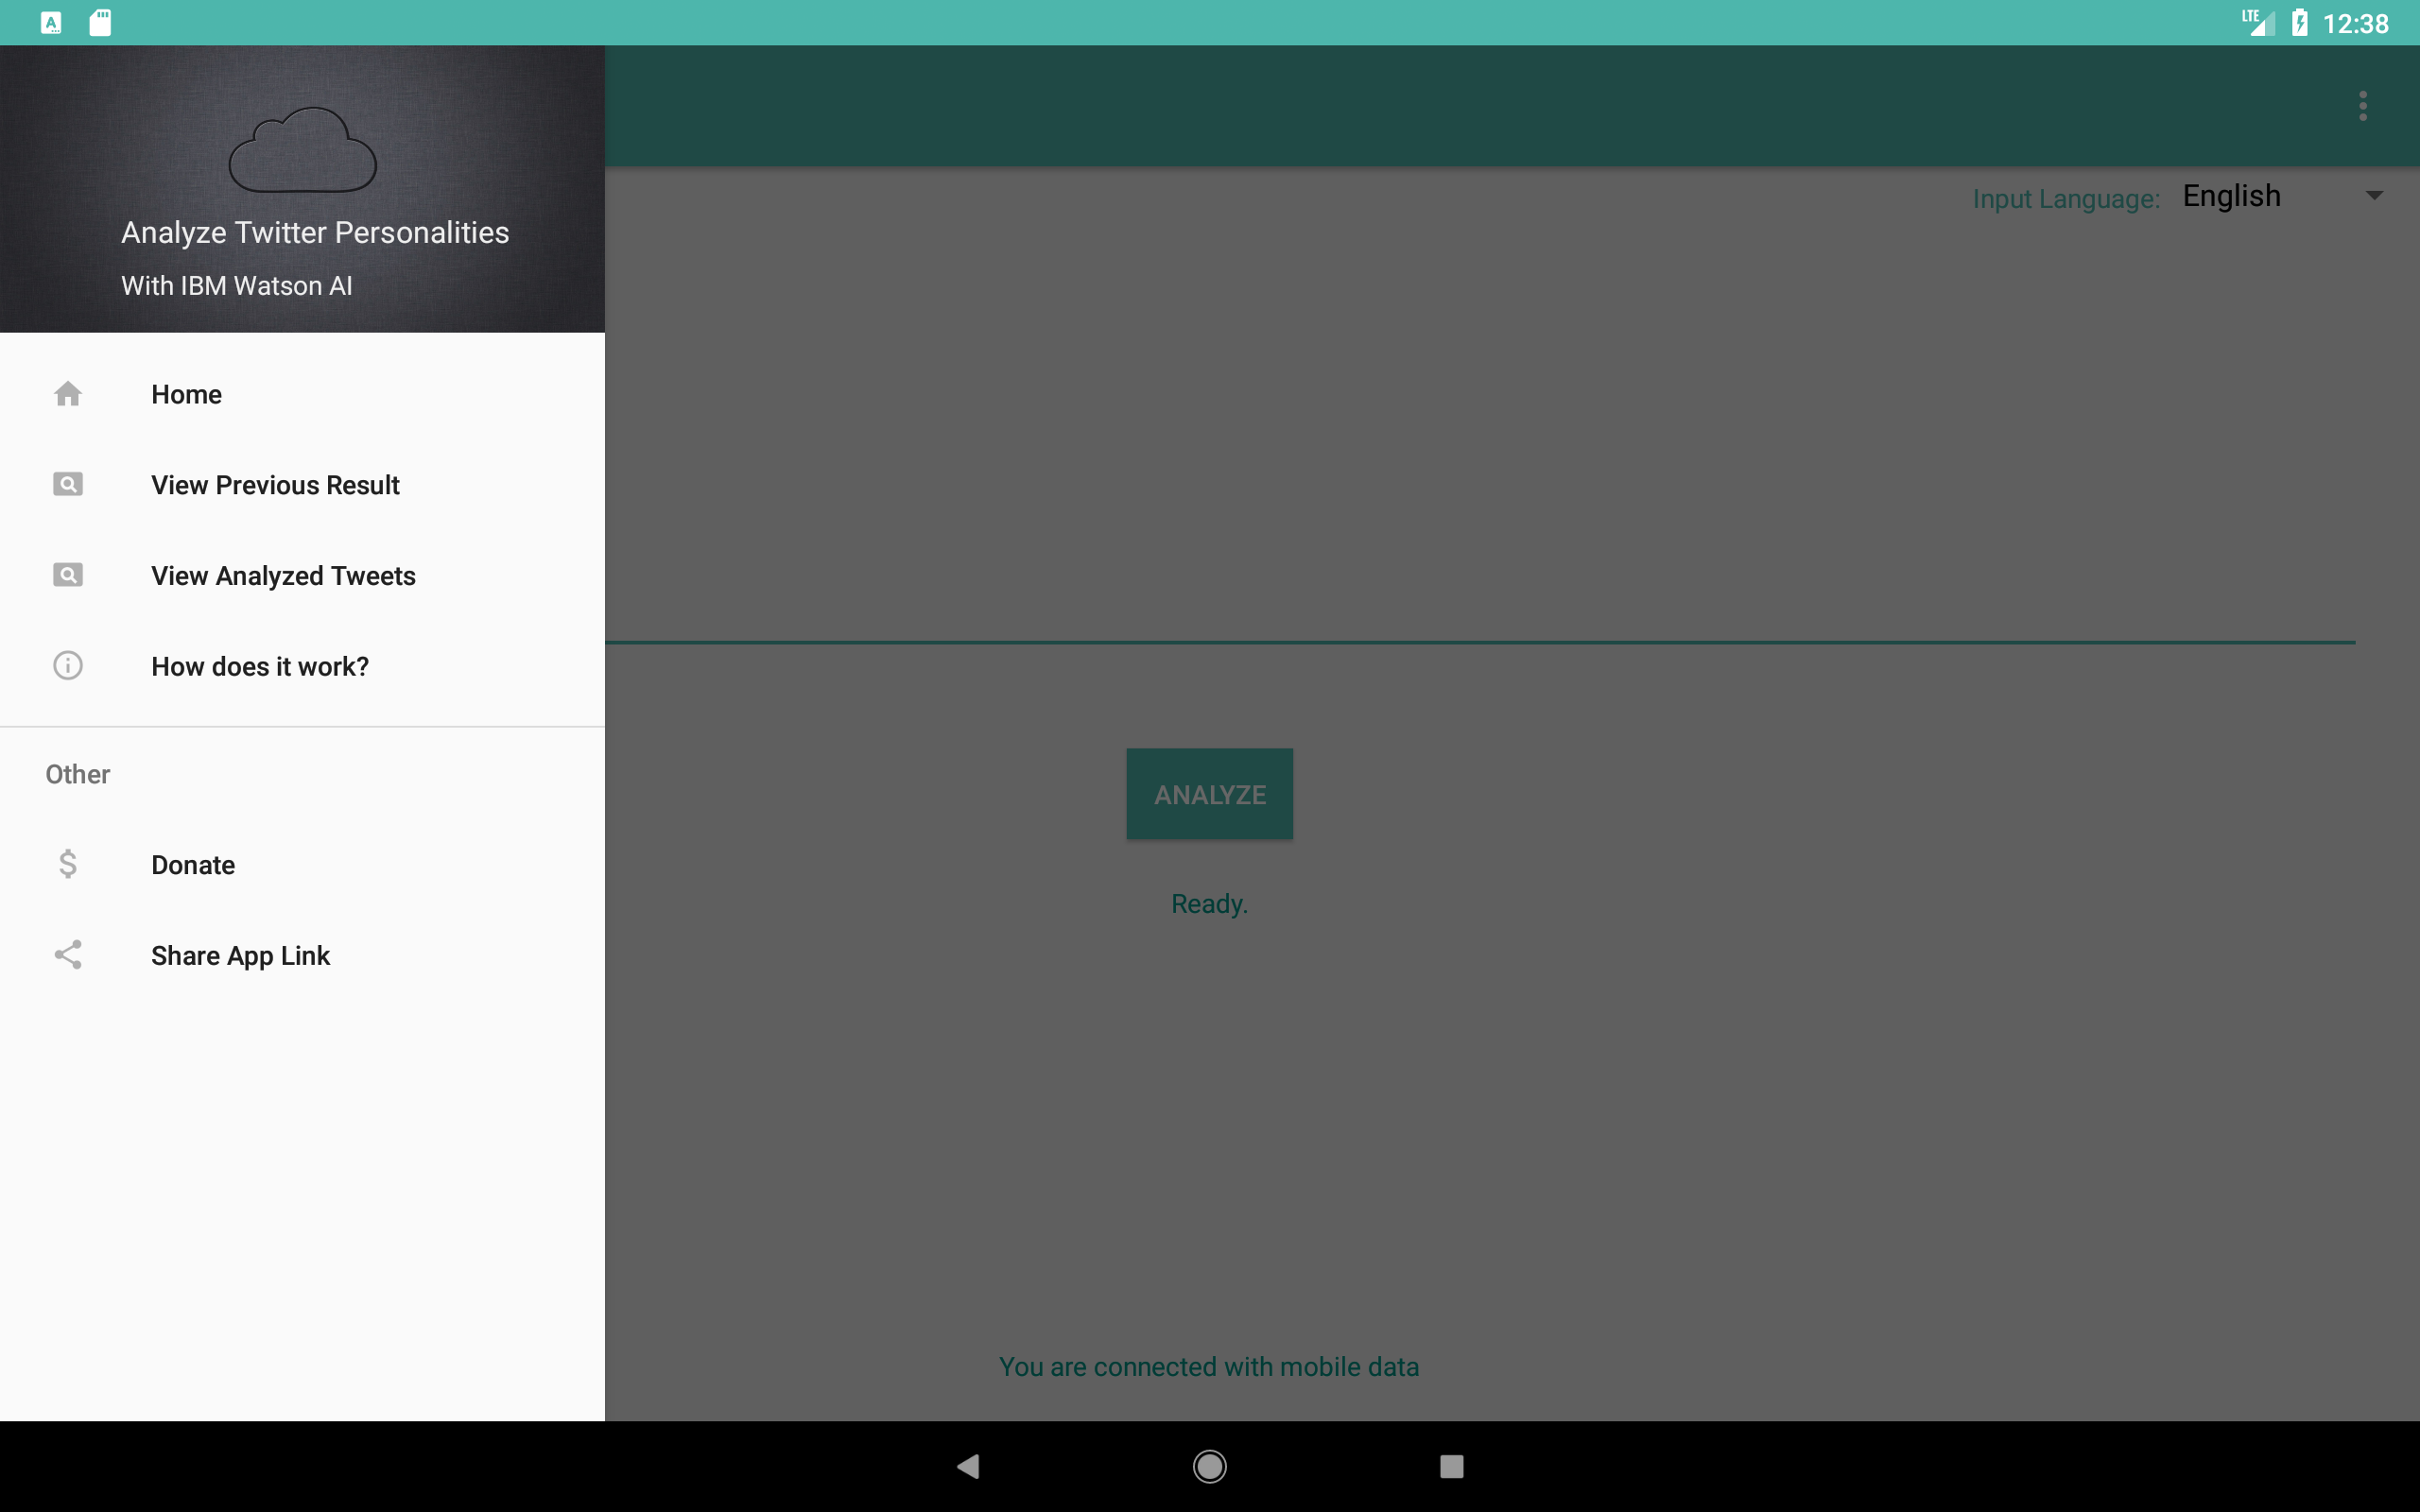 LTE 12:38
Analyze Twitter Personalities
With IBM Watson AI
Home
View Previous Result
View Analyzed Tweets
How does it work?
Other
Donate
Share App Link
Input Language: English
ANALYZE
Ready.
You are connected with mobile data